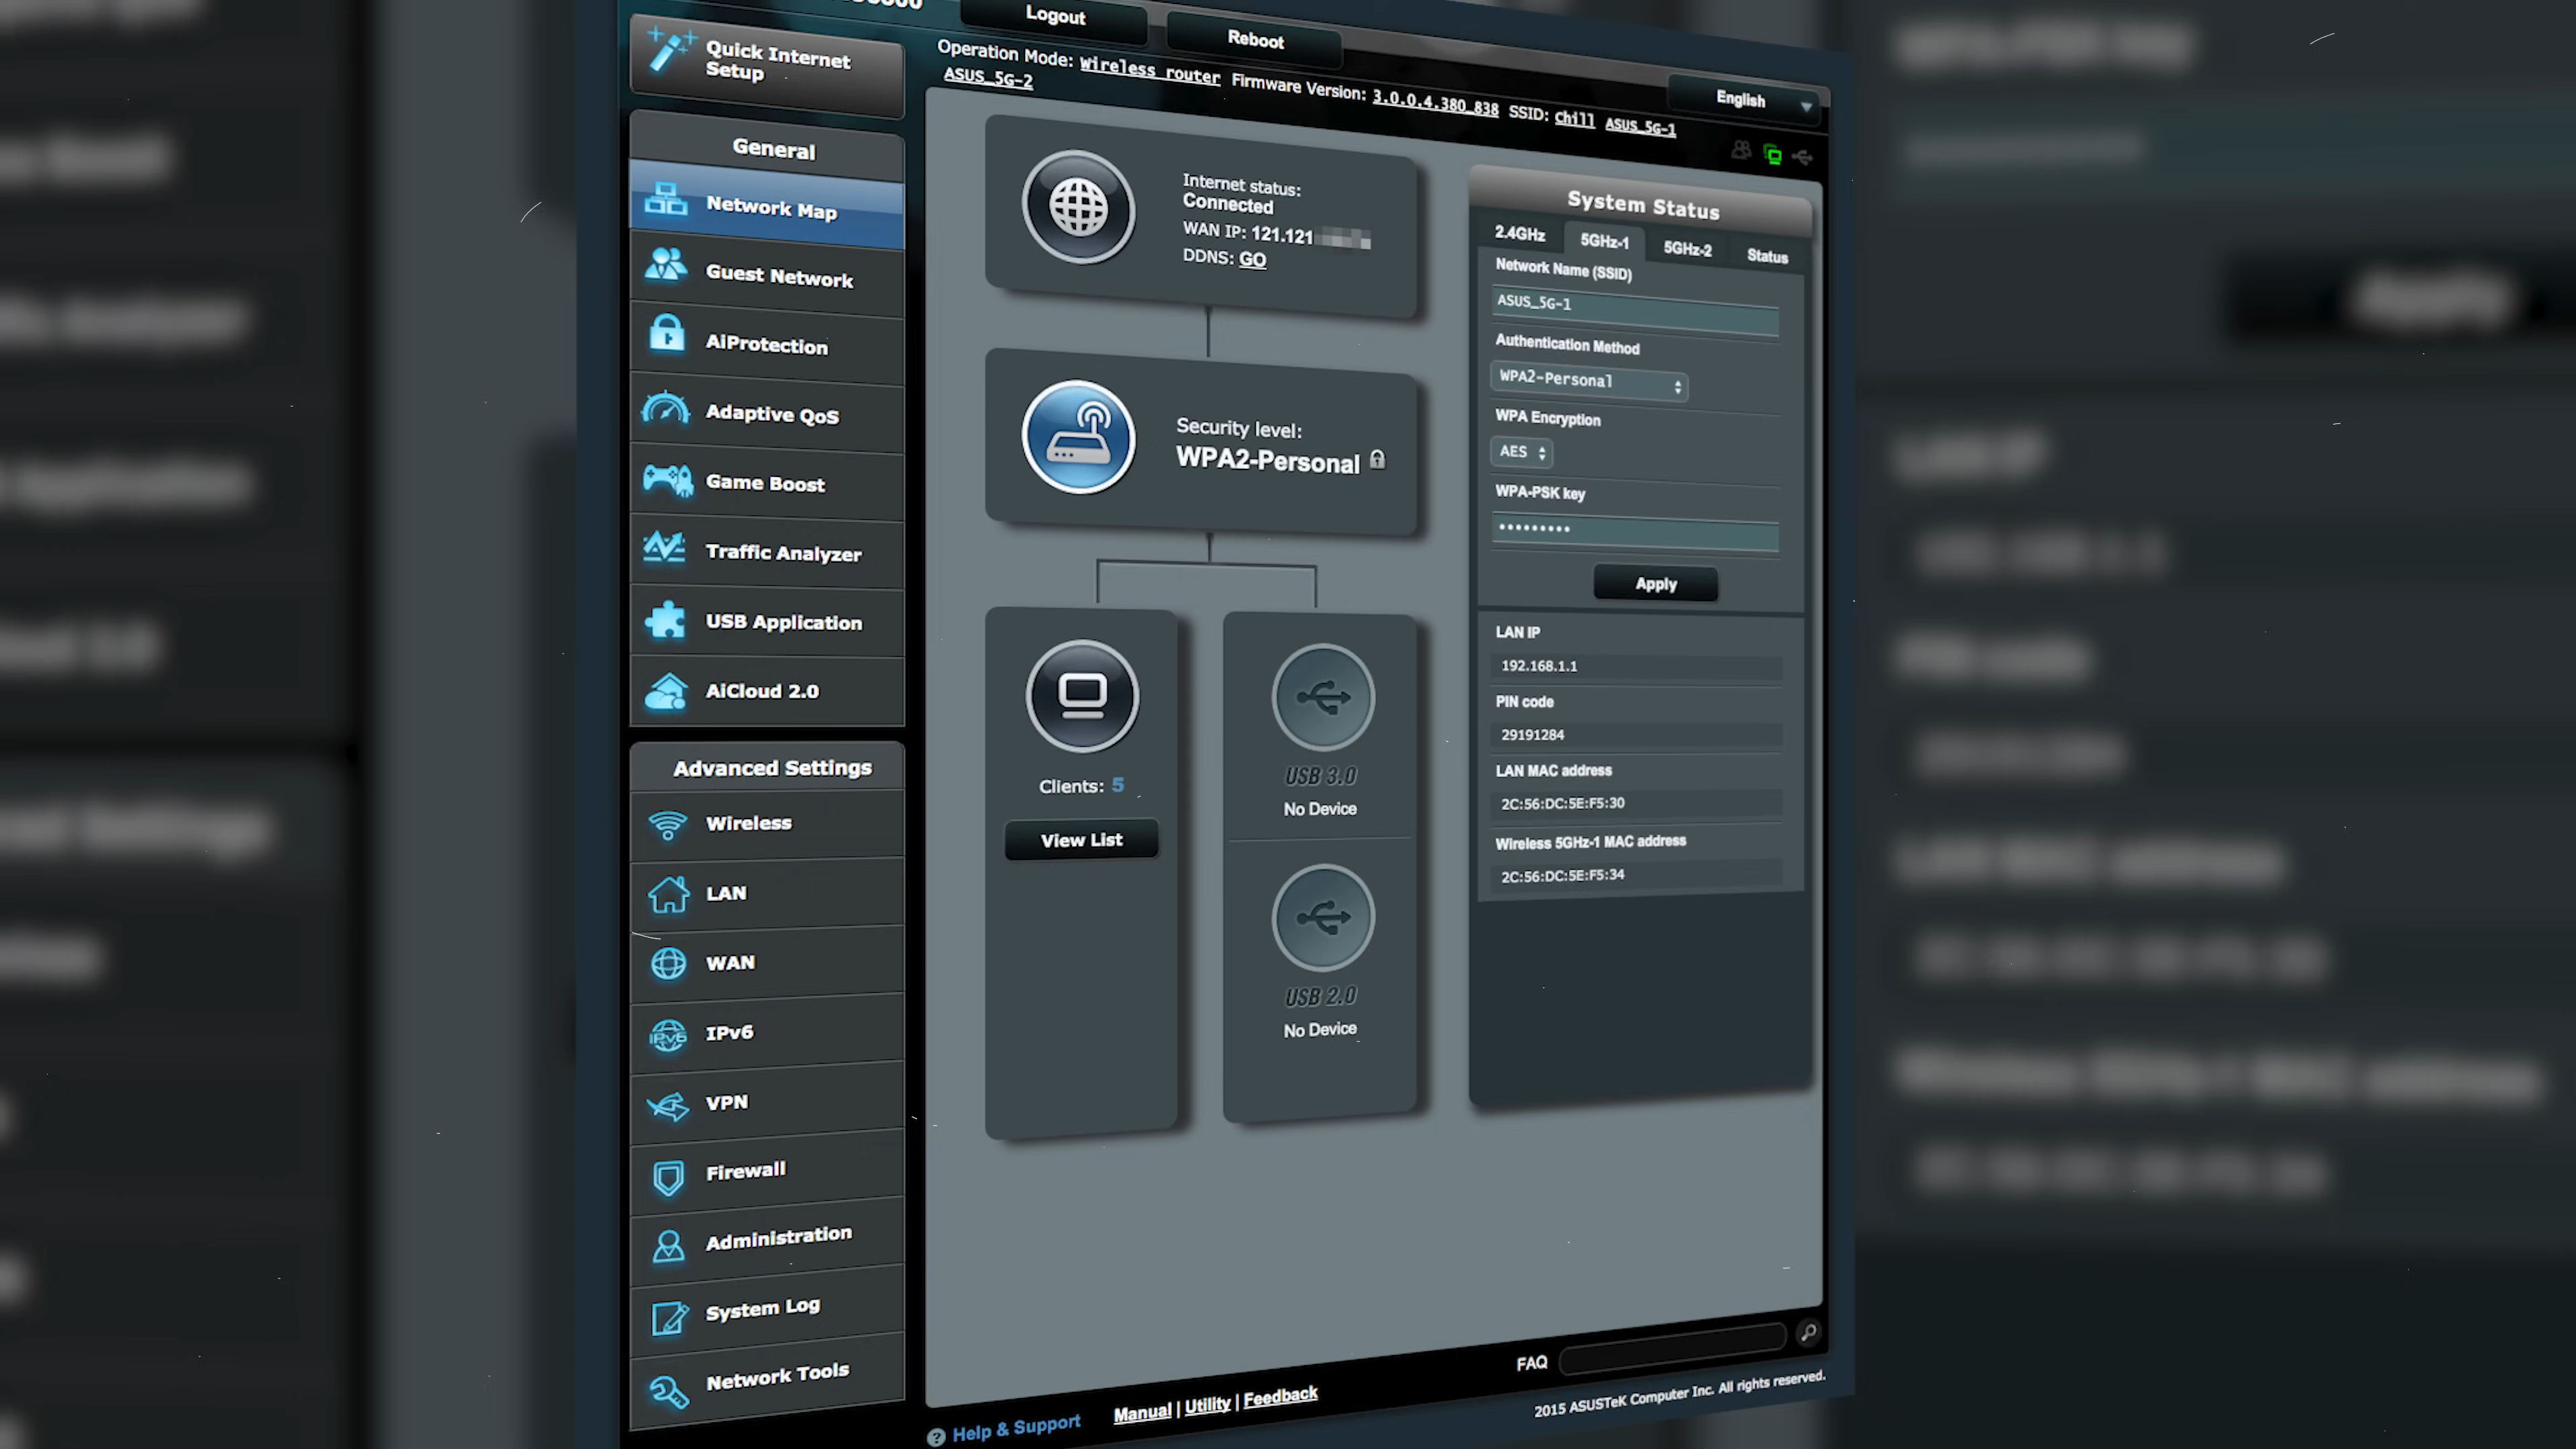 Logout
Reboot
Quick Internet
Setup
Operation Mode: Wireless router Firmware Version: 3.0.0.4.380_838 SSID: Chill ASUS_5G-1
ASUS_5G-2
English
General
Network Map
Guest Network
AiProtection
Adaptive QoS
Game Boost
Traffic Analyzer
USB Application
AiCloud 2.0
Advanced Settings
Wireless
LAN
WAN
IPv6
IPv6
VPN
Firewall
Administration
System Log
Network Tools
Internet status:
Connected
WAN IP: 121.121
DDNS: GO
Security level:
WPA2-Personal
Clients: 5
View List
USB 3.0
No Device
USB 2.0
No Device
System Status
2.4GHz 5GHz-1 5GHz-2 Status
Network Name (SSID)
ASUS_5G-1
Authentication Method
WPA2-Personal
WPA Encryption
AES
WPA-PSK key
•••••••••
Apply
LAN IP
192.168.1.1
PIN code
29191284
LAN MAC address
2C:56:DC:5E:F5:30
Wireless 5GHz-1 MAC address
2C:56:DC:5E:F5:34
FAQ
? Help & Support Manual | Utility | Feedback
2015 ASUSTeK Computer Inc. All rights reserved.